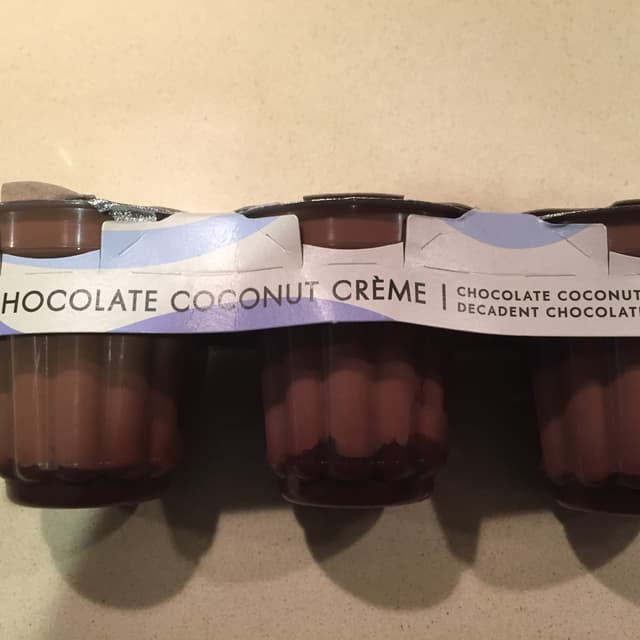 HOCOLATE COCONUT CRÈME |
CHOCOLATE COCONUT
DECADENT CHOCOLAT